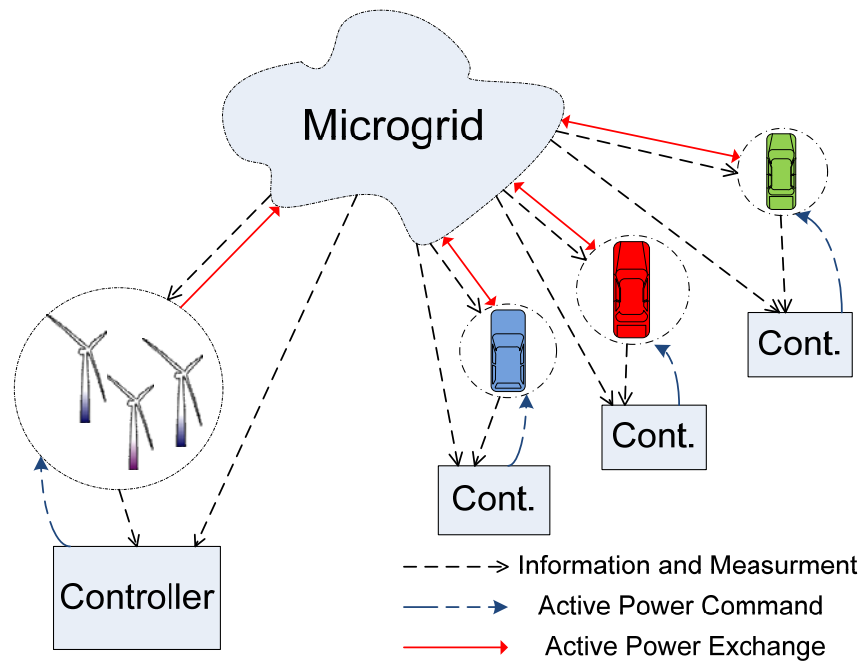 Microgrid
Cont.
Cont.
Cont.
Controller
Information and Measurment
Active Power Command
Active Power Exchange